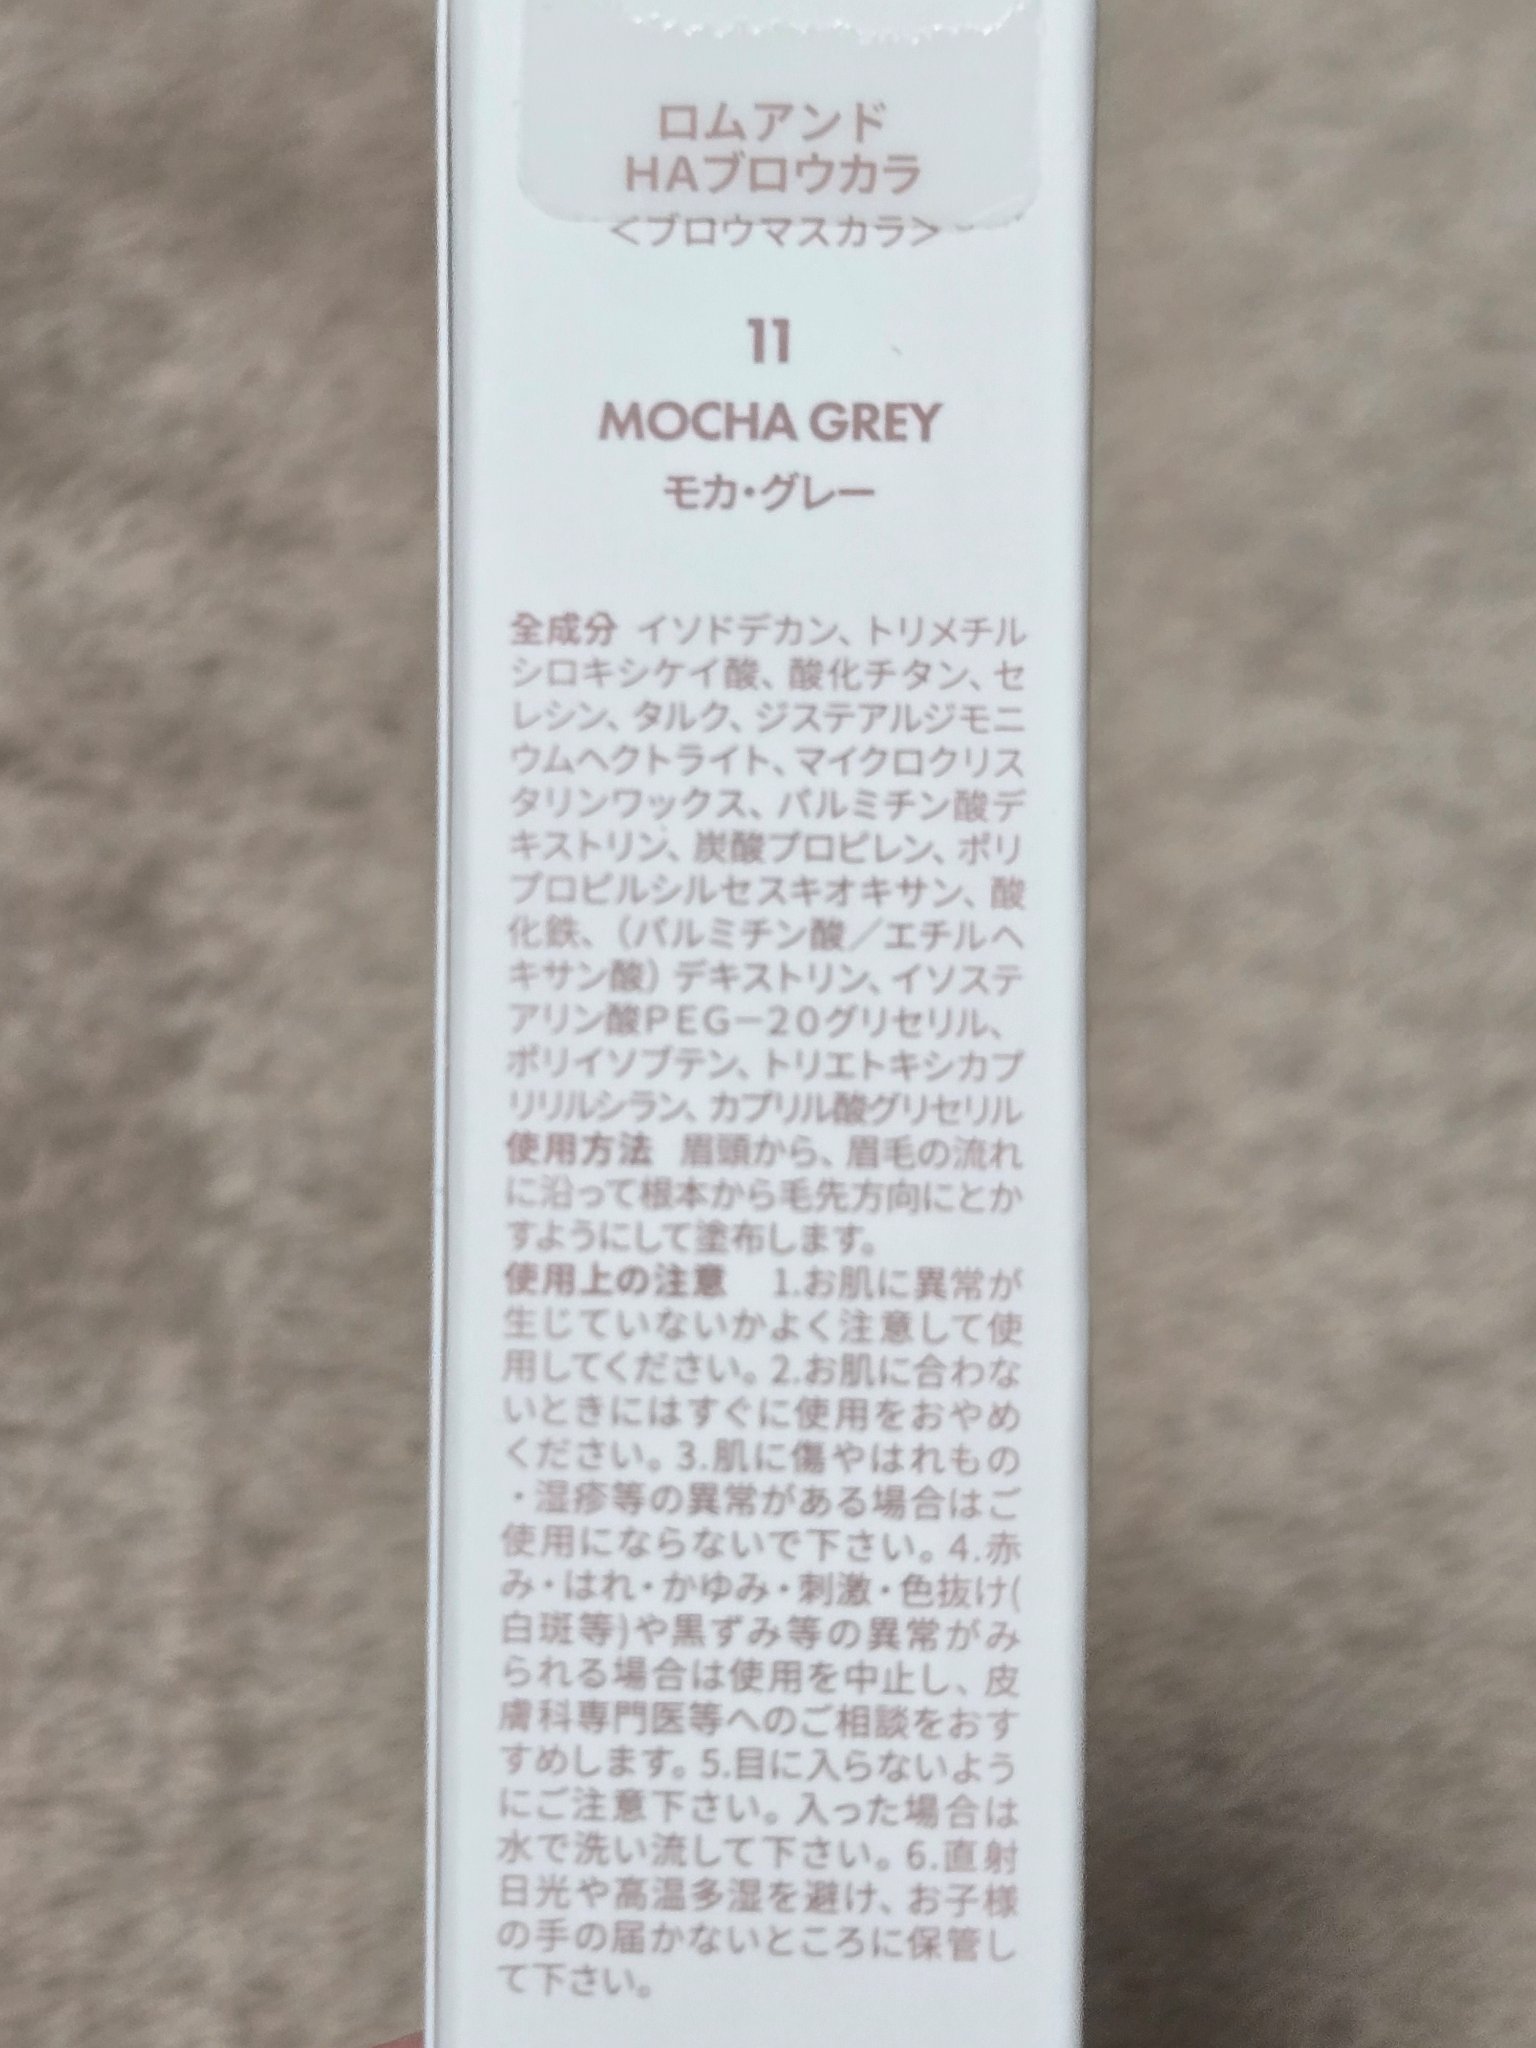 ロムアンド
HAブロウカラ
<ブロウマスカラ>
11
MOCHA GREY
モカ・グレー
全成分 イソドデカン、トリメチル
シロキシケイ酸、酸化チタン、セ
レシン、タルク、ジステアルジモニ
ウムヘクトライト、マイクロクリス
タリンワックス、パルミチン酸デ
キストリン、炭酸プロピレン、ポリ
プロピルシルセスキオキサン、酸
化鉄、(パルミチン酸/エチルヘ
キサン酸)デキストリン、イソステ
アリン酸PEG-20グリセリル、
ポリイソブテン、トリエトキシカプ
リリルシラン、カプリル酸グリセリル
使用方法 眉頭から、眉毛の流れ
に沿って根本から毛先方向にとか
すようにして塗布します。
使用上の注意 1.お肌に異常が
生じていないかよく注意して使
用してください。2.お肌に合わな
いときにはすぐに使用をおやめ
ください。3.肌に傷やはれもの
・湿疹等の異常がある場合はご
使用にならないで下さい。4.赤
み・はれ・かゆみ・刺激・色抜け(
白斑等)や黒ずみ等の異常がみ
られる場合は使用を中止し、皮
膚科専門医等へのご相談をおす
すめします。5.目に入らないよう
にご注意下さい。入った場合は
水で洗い流して下さい。6.直射
日光や高温多湿を避け、お子様
の手の届かないところに保管し
て下さい。